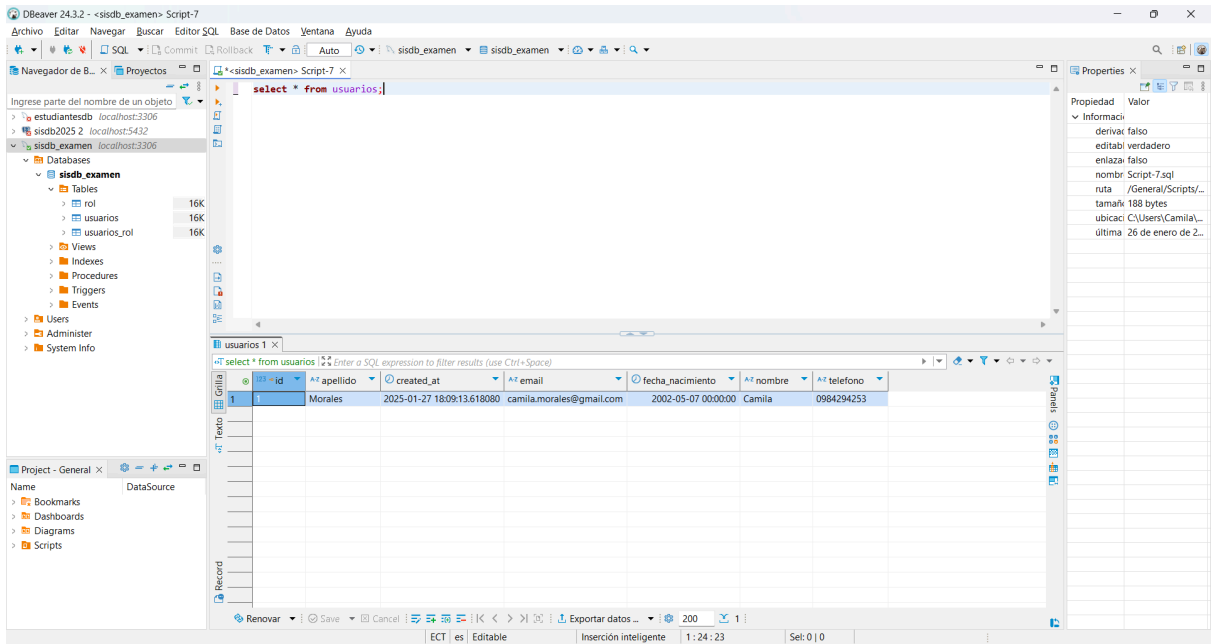 DBeaver 24.3.2 - <sisdb_examen> Script-7
Archivo Editar Navegar Buscar Editor SQL Base de Datos Ventana Ayuda
SQL Commit Rollback Auto sisdb_examen sisdb_examen
Navegador de B... Proyectos
Ingrese parte del nombre de un objeto
estudiantesdb localhost:3306
sisdb2025 2 localhost:5432
sisdb_examen localhost:3306
Databases
sisdb_examen
Tables
rol 16K
usuarios 16K
usuarios_rol 16K
Views
Indexes
Procedures
Triggers
Events
Users
Administer
System Info
Project - General
Name DataSource
Bookmarks
Dashboards
Diagrams
Scripts
*<sisdb_examen> Script-7
select * from usuarios;
usuarios 1
select * from usuarios Enter a SQL expression to filter results (use Ctrl+Space)
Grilla
Texto
Record
123 id A-Z apellido created_at A-Z email fecha_nacimiento A-Z nombre A-Z telefono
1 1 Morales 2025-01-27 18:09:13.618080 camila.morales@gmail.com 2002-05-07 00:00:00 Camila 0984294253
Panels
Renovar Save Cancel Exportar datos ... 200 1
Properties
Propiedad Valor
Informaci
derivac falso
editabl verdadero
enlaza falso
nombr Script-7.sql
ruta /General/Scripts/...
tamañ 188 bytes
ubicaci C:\Users\Camila\...
última 26 de enero de 2...
ECT es Editable Inserción inteligente 1 : 24 : 23 Sel: 0 | 0